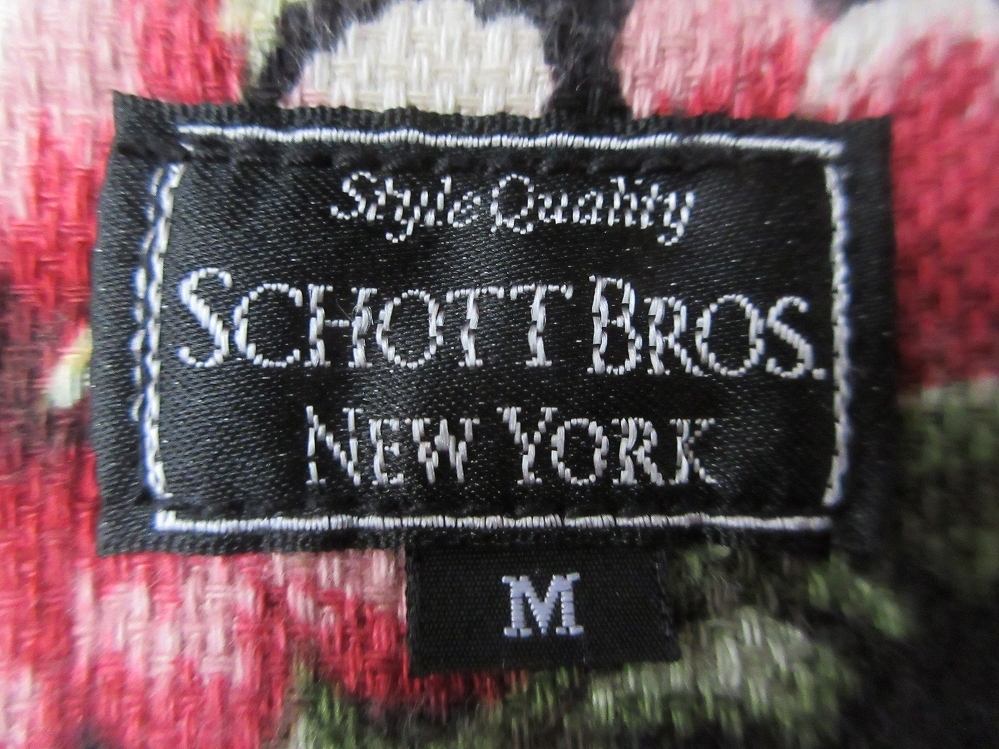 Style Quality
SCHOTT BROS.
NEW YORK
M